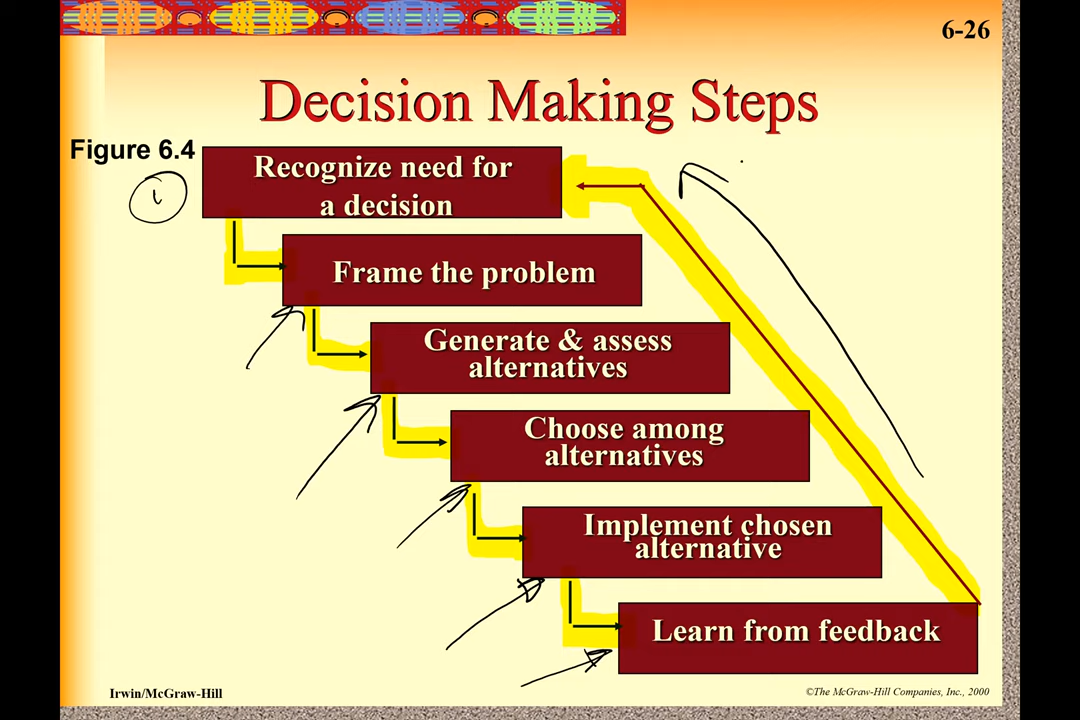 6-26
Decision Making Steps
Figure 6.4
Recognize need for
a decision
Frame the problem
Generate & assess
alternatives
Choose among
alternatives
Implement chosen
alternative
Learn from feedback
Irwin/McGraw-Hill
©The McGraw-Hill Companies, Inc., 2000